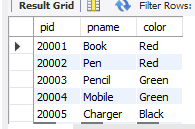 Result Grid Filter Rows:
pid pname color
20001 Book Red
20002 Pen Red
20003 Pencil Green
20004 Mobile Green
20005 Charger Black